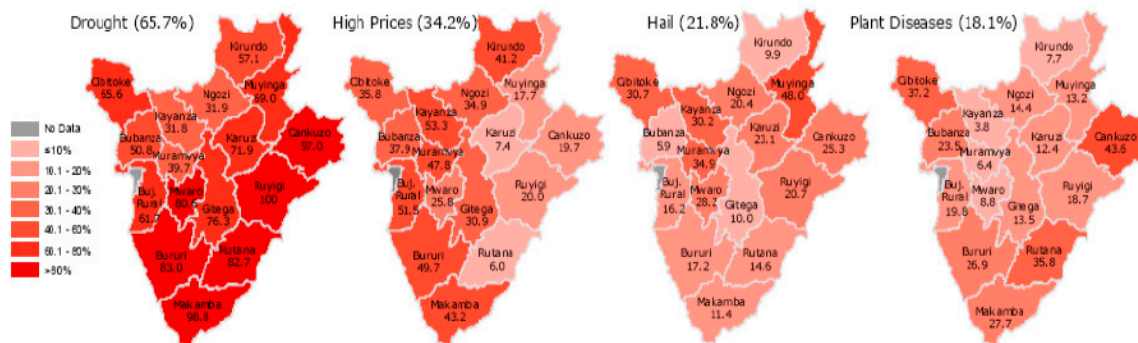 Drought (65.7%)
High Prices (34.2%)
Hail (21.8%)
Plant Diseases (18.1%)
No Data
≤10%
10.1 - 20%
20.1 - 30%
30.1 - 40%
40.1 - 60%
60.1 - 80%
>80%
Kirundo
57.1
Cibitoke
65.6
Ngozi
31.9
Muyinga
69.0
Kayanza
31.8
Bubanza
50.8
Karuzi
71.9
Cankuzo
97.0
Muramvya
39.7
Buj.
Rural
61.7
Mwaro
80.6
Gitega
76.3
Ruyigi
100
Bururi
83.0
Rutana
82.7
Makamba
98.8
Kirundo
41.2
Cibitoke
35.8
Ngozi
34.9
Muyinga
17.7
Kayanza
53.3
Bubanza
37.9
Karuzi
7.4
Cankuzo
19.7
Muramvya
47.8
Buj.
Rural
51.5
Mwaro
25.8
Gitega
30.9
Ruyigi
20.0
Bururi
49.7
Rutana
6.0
Makamba
43.2
Kirundo
9.9
Cibitoke
30.7
Ngozi
20.4
Muyinga
48.0
Kayanza
30.2
Bubanza
5.9
Karuzi
23.1
Cankuzo
25.3
Muramvya
34.9
Buj.
Rural
16.2
Mwaro
28.2
Gitega
10.0
Ruyigi
20.7
Bururi
17.2
Rutana
14.6
Makamba
11.4
Kirundo
7.7
Cibitoke
37.2
Ngozi
14.4
Muyinga
13.2
Kayanza
3.8
Bubanza
23.5
Karuzi
12.4
Cankuzo
43.6
Muramvya
6.4
Buj.
Rural
19.8
Mwaro
8.8
Gitega
13.5
Ruyigi
18.7
Bururi
26.9
Rutana
35.8
Makamba
27.7